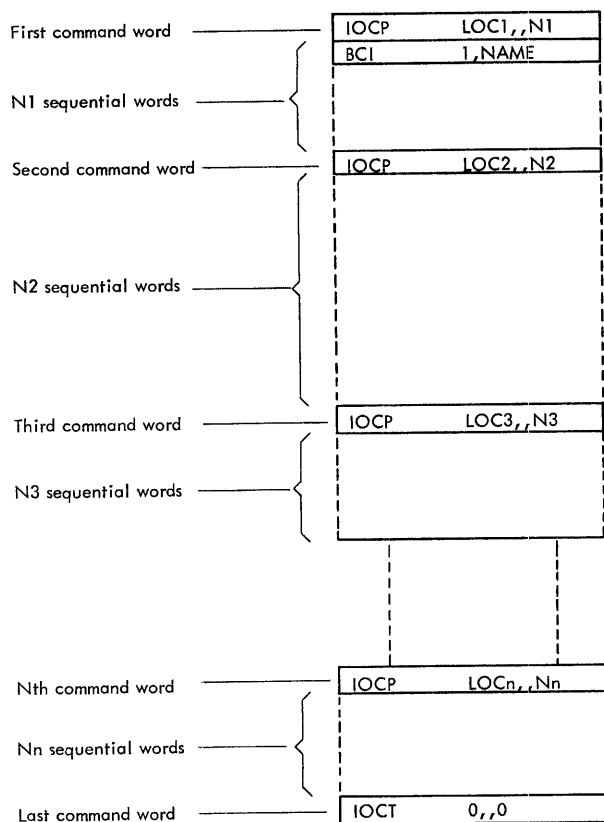 First command word IOCP LOC1,,N1
BCI 1,NAME
N1 sequential words
Second command word IOCP LOC2,,N2
N2 sequential words
Third command word IOCP LOC3,,N3
N3 sequential words
Nth command word IOCP LOCn,,Nn
Nn sequential words
Last command word IOCT 0,,0